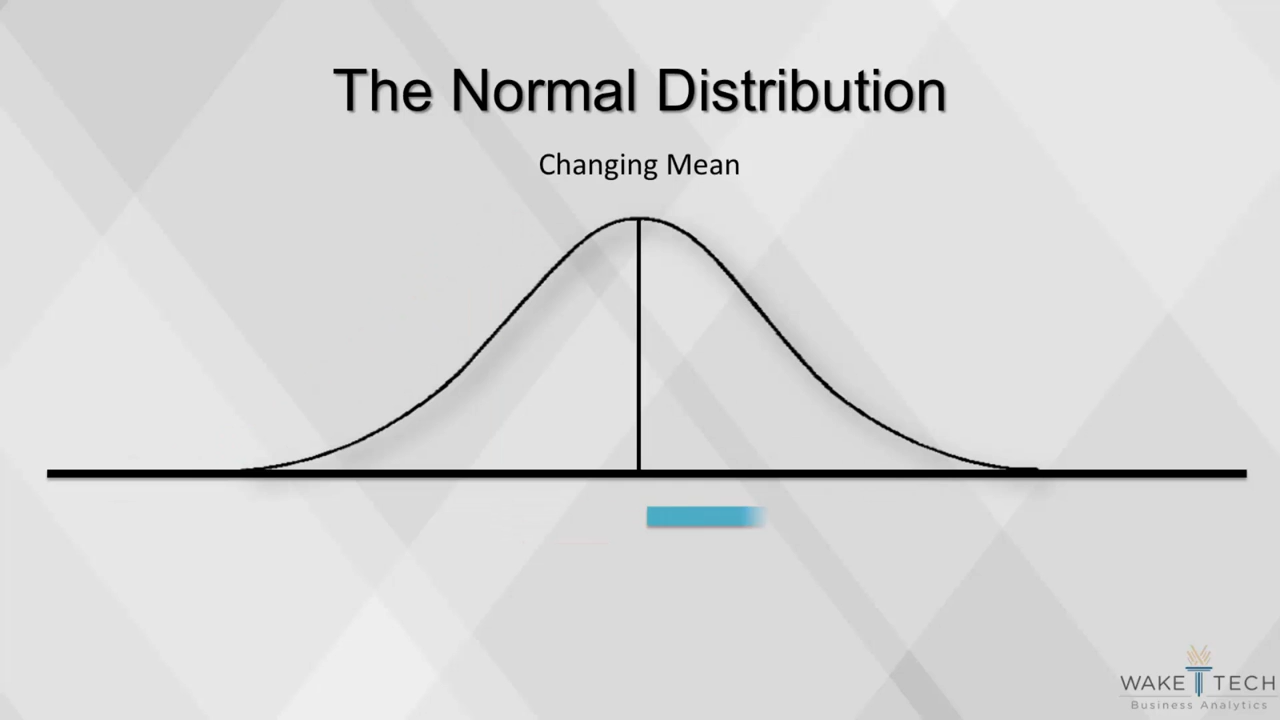 The Normal Distribution
Changing Mean
WAKE TECH
Business Analytics